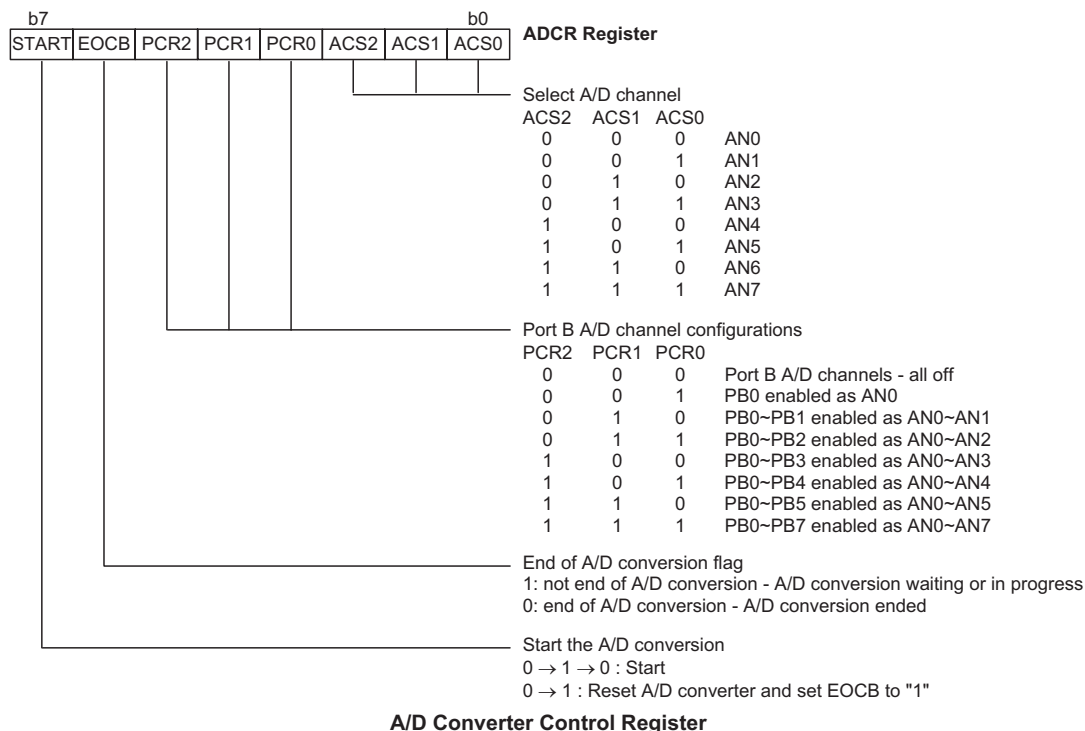 b7 b0
START EOCB PCR2 PCR1 PCR0 ACS2 ACS1 ACS0 ADCR Register
Select A/D channel
ACS2 ACS1 ACS0
0 0 0 AN0
0 0 1 AN1
0 1 0 AN2
0 1 1 AN3
1 0 0 AN4
1 0 1 AN5
1 1 0 AN6
1 1 1 AN7
Port B A/D channel configurations
PCR2 PCR1 PCR0
0 0 0 Port B A/D channels - all off
0 0 1 PB0 enabled as AN0
0 1 0 PB0~PB1 enabled as AN0~AN1
0 1 1 PB0~PB2 enabled as AN0~AN2
1 0 0 PB0~PB3 enabled as AN0~AN3
1 0 1 PB0~PB4 enabled as AN0~AN4
1 1 0 PB0~PB5 enabled as AN0~AN5
1 1 1 PB0~PB7 enabled as AN0~AN7
End of A/D conversion flag
1: not end of A/D conversion - A/D conversion waiting or in progress
0: end of A/D conversion - A/D conversion ended
Start the A/D conversion
0 → 1 → 0 : Start
0 → 1 : Reset A/D converter and set EOCB to "1"
A/D Converter Control Register